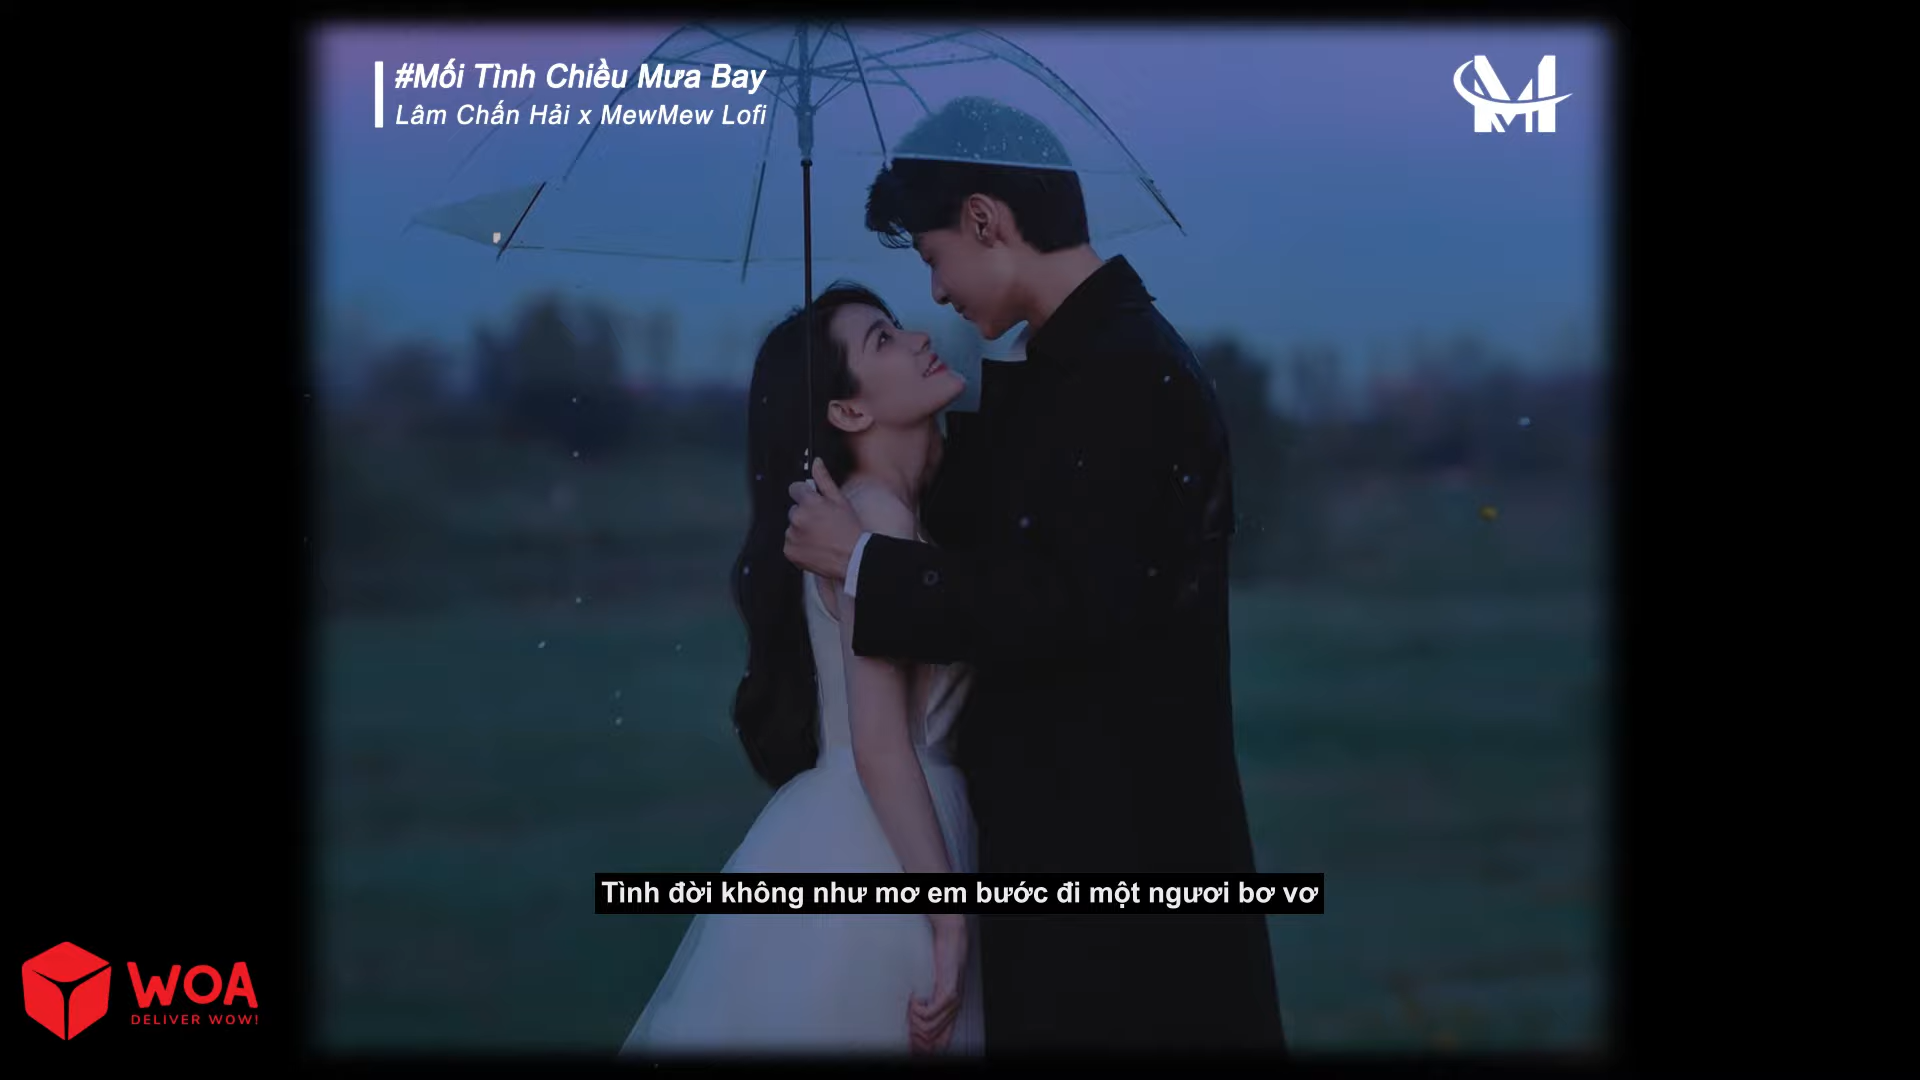 #Mối Tình Chiều Mưa Bay
Lâm Chấn Hải x MewMew Lofi
M
Tình đời không như mơ em bước đi một ngươi bơ vơ
WOA
DELIVER WOW!